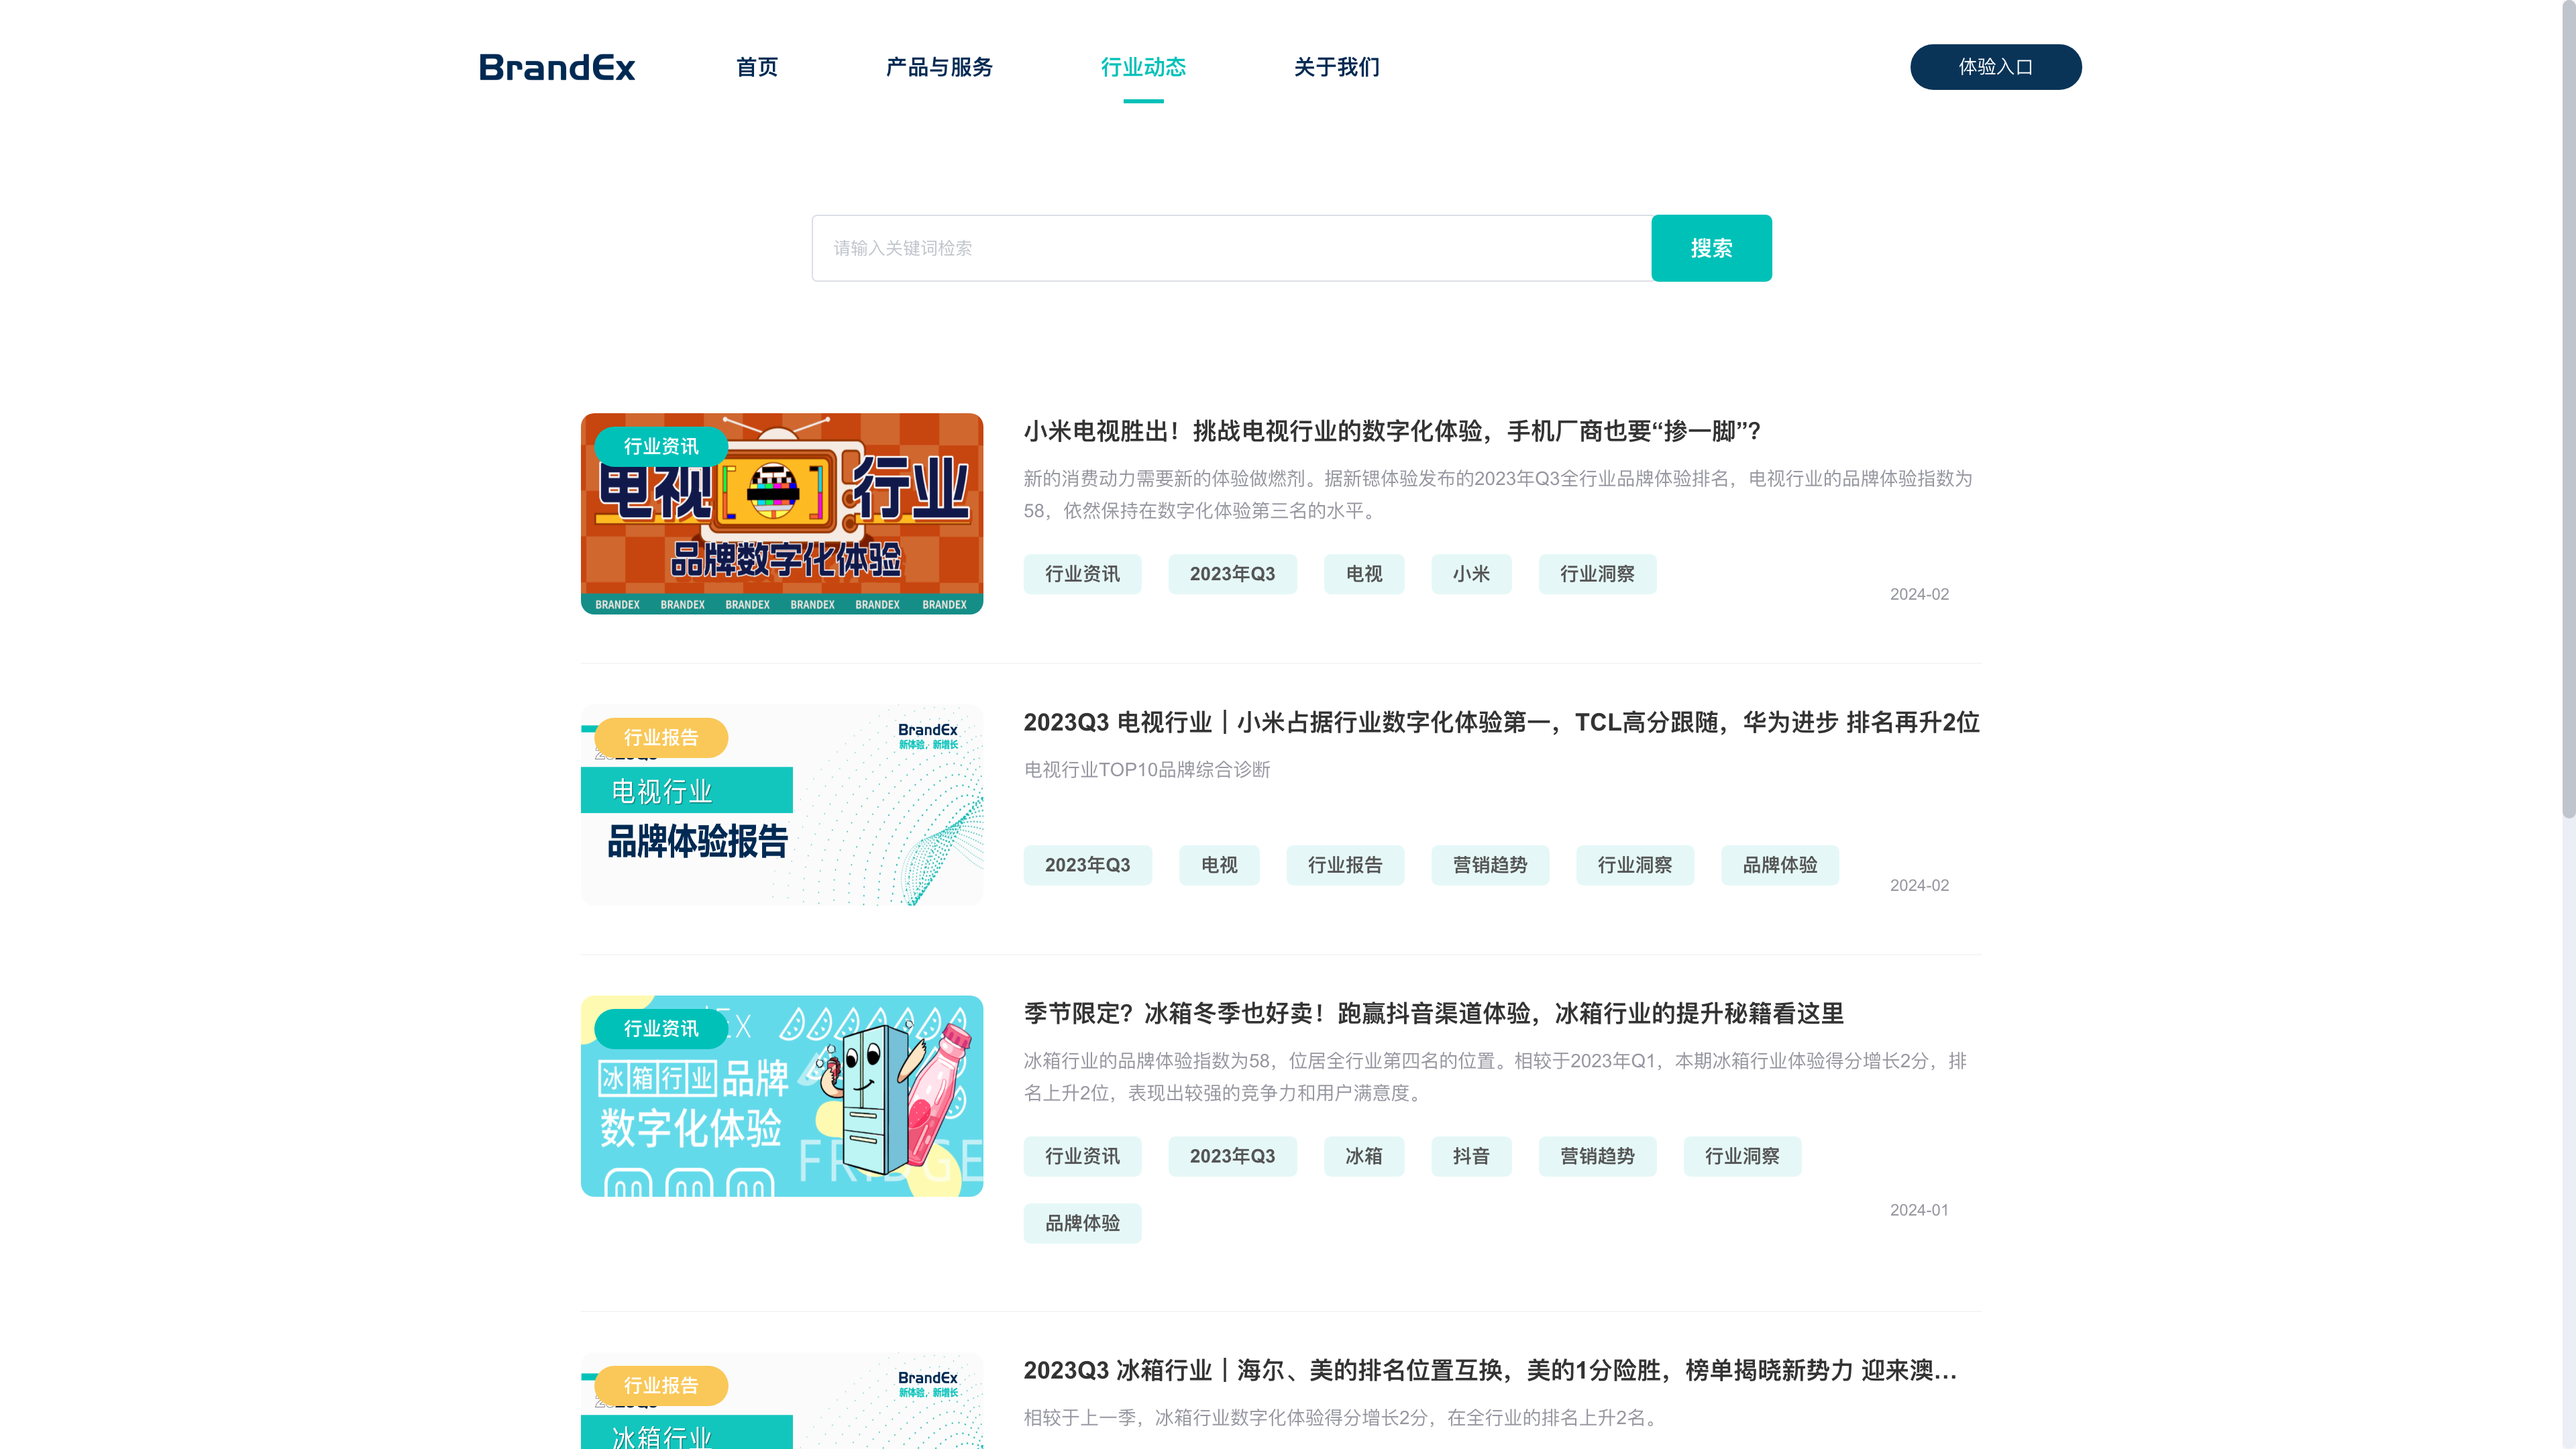 BrandEx
首页
产品与服务
行业动态
关于我们
体验入口
请输入关键词检索
搜索
行业资讯
电视 行业
品牌数字化体验
BRANDEX BRANDEX BRANDEX BRANDEX BRANDEX BRANDEX
小米电视胜出！挑战电视行业的数字化体验，手机厂商也要“掺一脚”？
新的消费动力需要新的体验做燃剂。据新锶体验发布的2023年Q3全行业品牌体验排名，电视行业的品牌体验指数为
58，依然保持在数字化体验第三名的水平。
行业资讯 2023年Q3 电视 小米 行业洞察
2024-02
行业报告
BrandEx
新体验，新增长
电视行业
品牌体验报告
2023Q3 电视行业｜小米占据行业数字化体验第一，TCL高分跟随，华为进步 排名再升2位
电视行业TOP10品牌综合诊断
2023年Q3 电视 行业报告 营销趋势 行业洞察 品牌体验
2024-02
行业资讯
EX
冰箱行业品牌
数字化体验
FRIDGE
季节限定？冰箱冬季也好卖！跑赢抖音渠道体验，冰箱行业的提升秘籍看这里
冰箱行业的品牌体验指数为58，位居全行业第四名的位置。相较于2023年Q1，本期冰箱行业体验得分增长2分，排
名上升2位，表现出较强的竞争力和用户满意度。
行业资讯 2023年Q3 冰箱 抖音 营销趋势 行业洞察
品牌体验
2024-01
行业报告
BrandEx
新体验，新增长
冰箱行业
2023Q3 冰箱行业｜海尔、美的排名位置互换，美的1分险胜，榜单揭晓新势力 迎来澳...
相较于上一季，冰箱行业数字化体验得分增长2分，在全行业的排名上升2名。